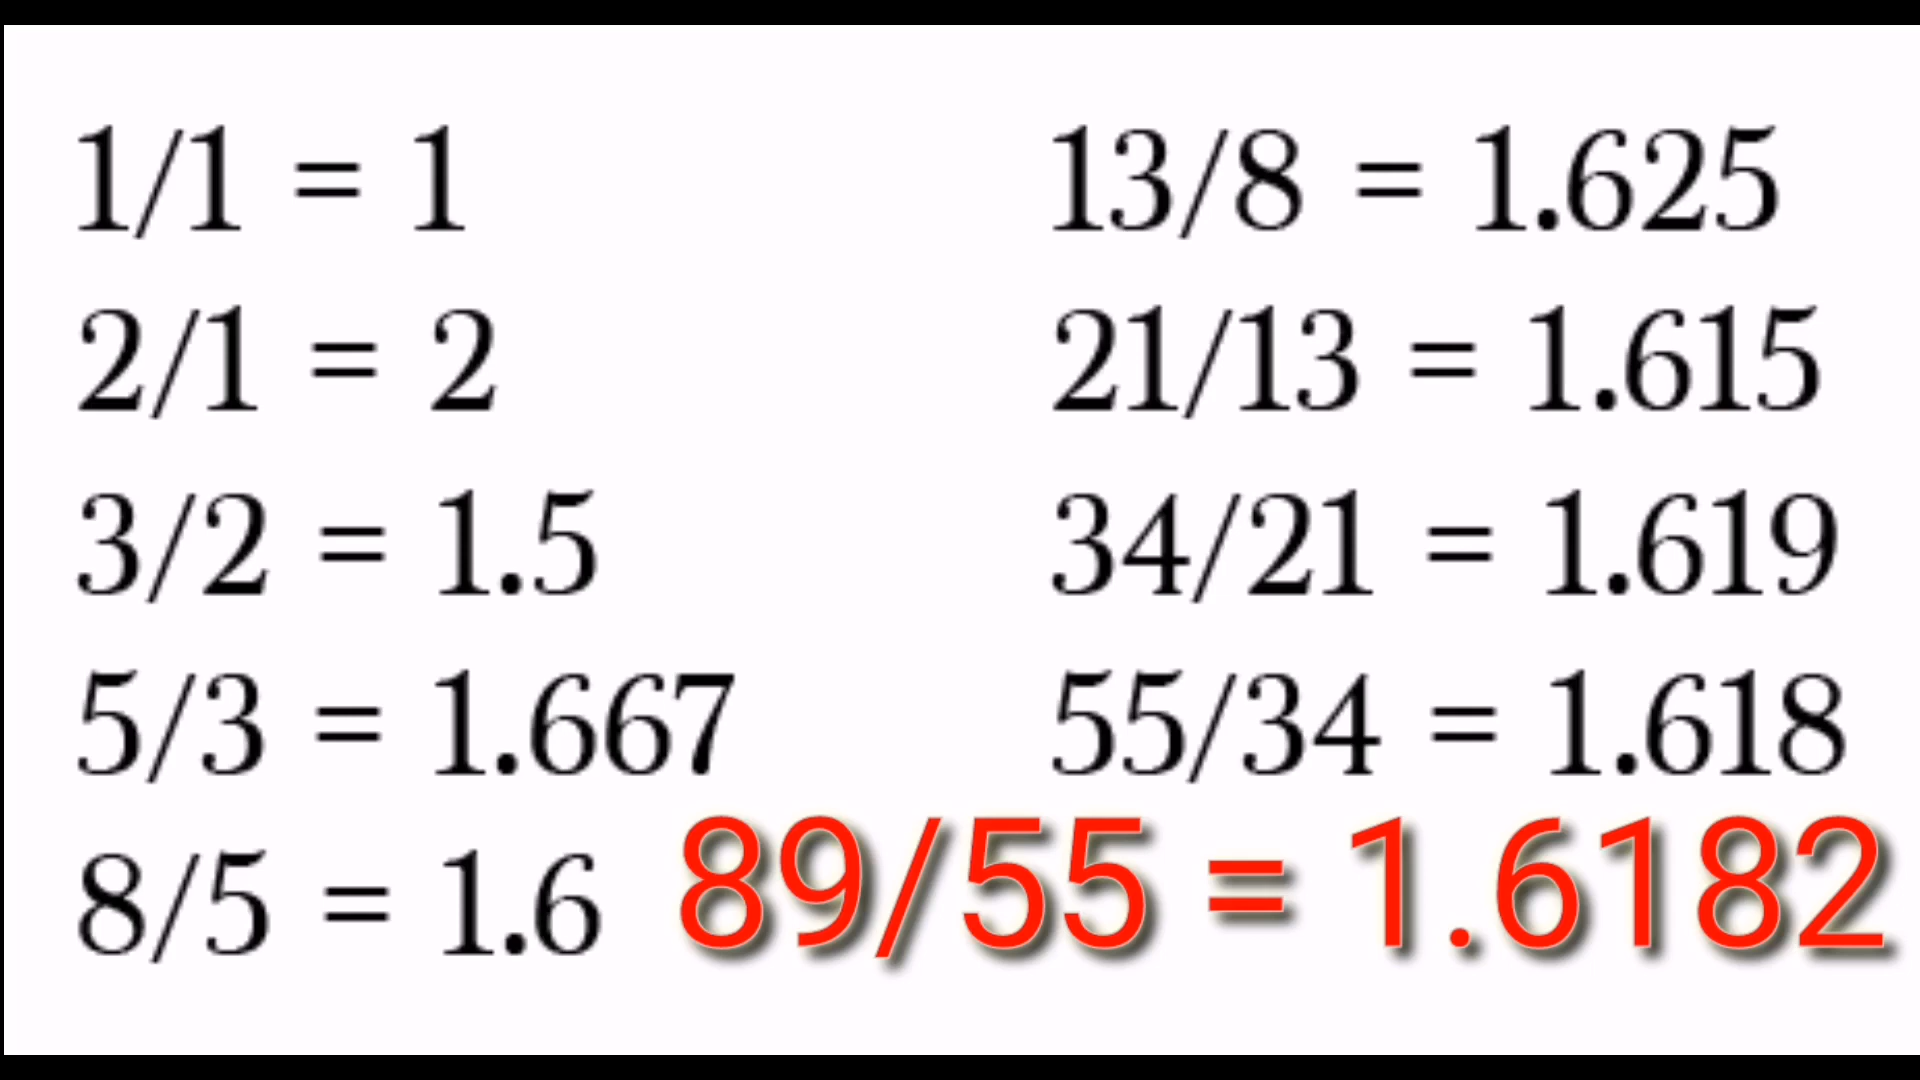 1/1 = 1
2/1 = 2
3/2 = 1.5
5/3 = 1.667
8/5 = 1.6
13/8 = 1.625
21/13 = 1.615
34/21 = 1.619
55/34 = 1.618
89/55 = 1.6182